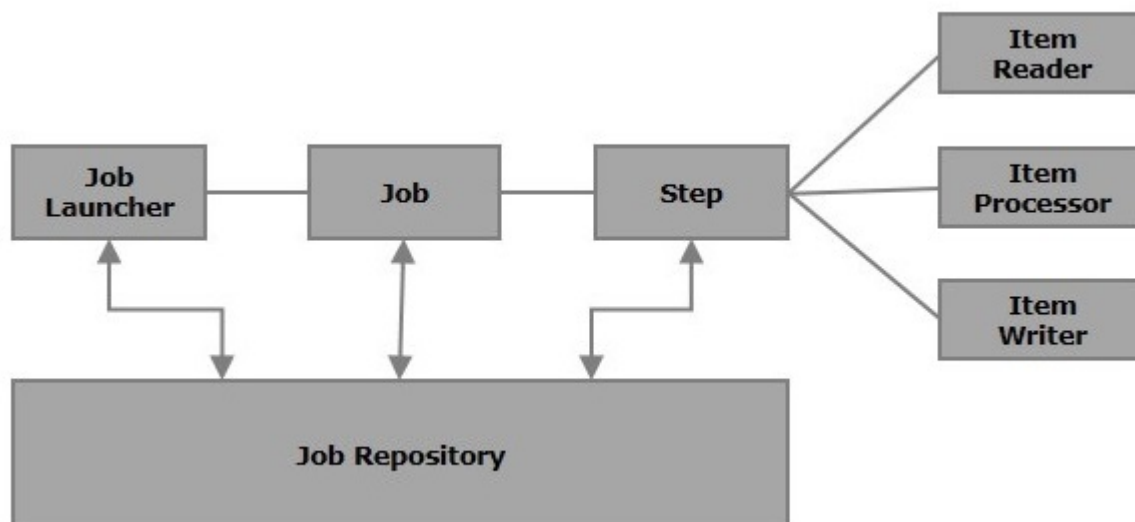 Item
Reader
Job
Launcher
Job
Step
Item
Processor
Item
Writer
Job Repository